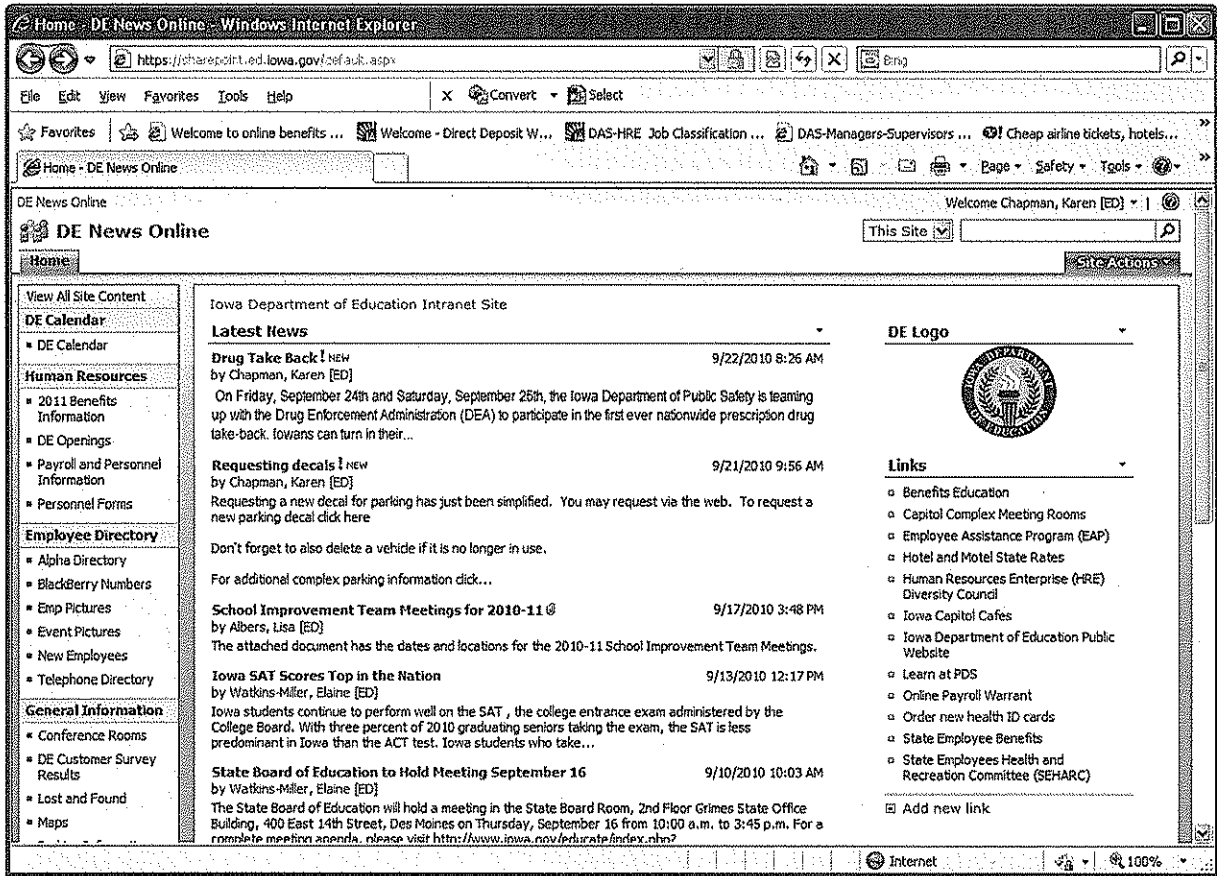 Home - DE News Online - Windows Internet Explorer
https://sharepoint.ed.iowa.gov/default.aspx
Bing
File Edit View Favorites Tools Help
X Convert Select
Favorites Welcome to online benefits ... Welcome - Direct Deposit W... DAS-HRE Job Classification ... DAS-Managers-Supervisors ... Cheap airline tickets, hotels... »
Home - DE News Online
Page Safety Tools »
DE News Online
Welcome Chapman, Karen [ED] |
DE News Online
This Site
Home
Site Actions
View All Site Content
DE Calendar
DE Calendar
Human Resources
2011 Benefits
Information
DE Openings
Payroll and Personnel
Information
Personnel Forms
Employee Directory
Alpha Directory
BlackBerry Numbers
Emp Pictures
Event Pictures
New Employees
Telephone Directory
General Information
Conference Rooms
DE Customer Survey
Results
Lost and Found
Maps
Iowa Department of Education Intranet Site
Latest News
Drug Take Back ! NEW 9/22/2010 8:26 AM
by Chapman, Karen [ED]
On Friday, September 24th and Saturday, September 25th, the Iowa Department of Public Safety is teaming
up with the Drug Enforcement Administration (DEA) to participate in the first ever nationwide prescription drug
take-back. Iowans can turn in their...
Requesting decals ! NEW 9/21/2010 9:56 AM
by Chapman, Karen [ED]
Requesting a new decal for parking has just been simplified. You may request via the web. To request a
new parking decal click here
Don't forget to also delete a vehicle if it is no longer in use.
For additional complex parking information click...
School Improvement Team Meetings for 2010-11 9/17/2010 3:48 PM
by Albers, Lisa [ED]
The attached document has the dates and locations for the 2010-11 School Improvement Team Meetings.
Iowa SAT Scores Top in the Nation 9/13/2010 12:17 PM
by Watkins-Miller, Elaine [ED]
Iowa students continue to perform well on the SAT , the college entrance exam administered by the
College Board. With three percent of 2010 graduating seniors taking the exam, the SAT is less
predominant in Iowa than the ACT test. Iowa students who take...
State Board of Education to Hold Meeting September 16 9/10/2010 10:03 AM
by Watkins-Miller, Elaine [ED]
The State Board of Education will hold a meeting in the State Board Room, 2nd Floor Grimes State Office
Building, 400 East 14th Street, Des Moines on Thursday, September 16 from 10:00 a.m. to 3:45 p.m. For a
complete meeting agenda, please visit http://www.iowa.gov/educate/index.php?
DE Logo
IOWA DEPARTMENT
OF EDUCATION
Links
Benefits Education
Capitol Complex Meeting Rooms
Employee Assistance Program (EAP)
Hotel and Motel State Rates
Human Resources Enterprise (HRE)
Diversity Council
Iowa Capitol Cafes
Iowa Department of Education Public
Website
Learn at PDS
Online Payroll Warrant
Order new health ID cards
State Employee Benefits
State Employees Health and
Recreation Committee (SEHARC)
Add new link
Internet
100%